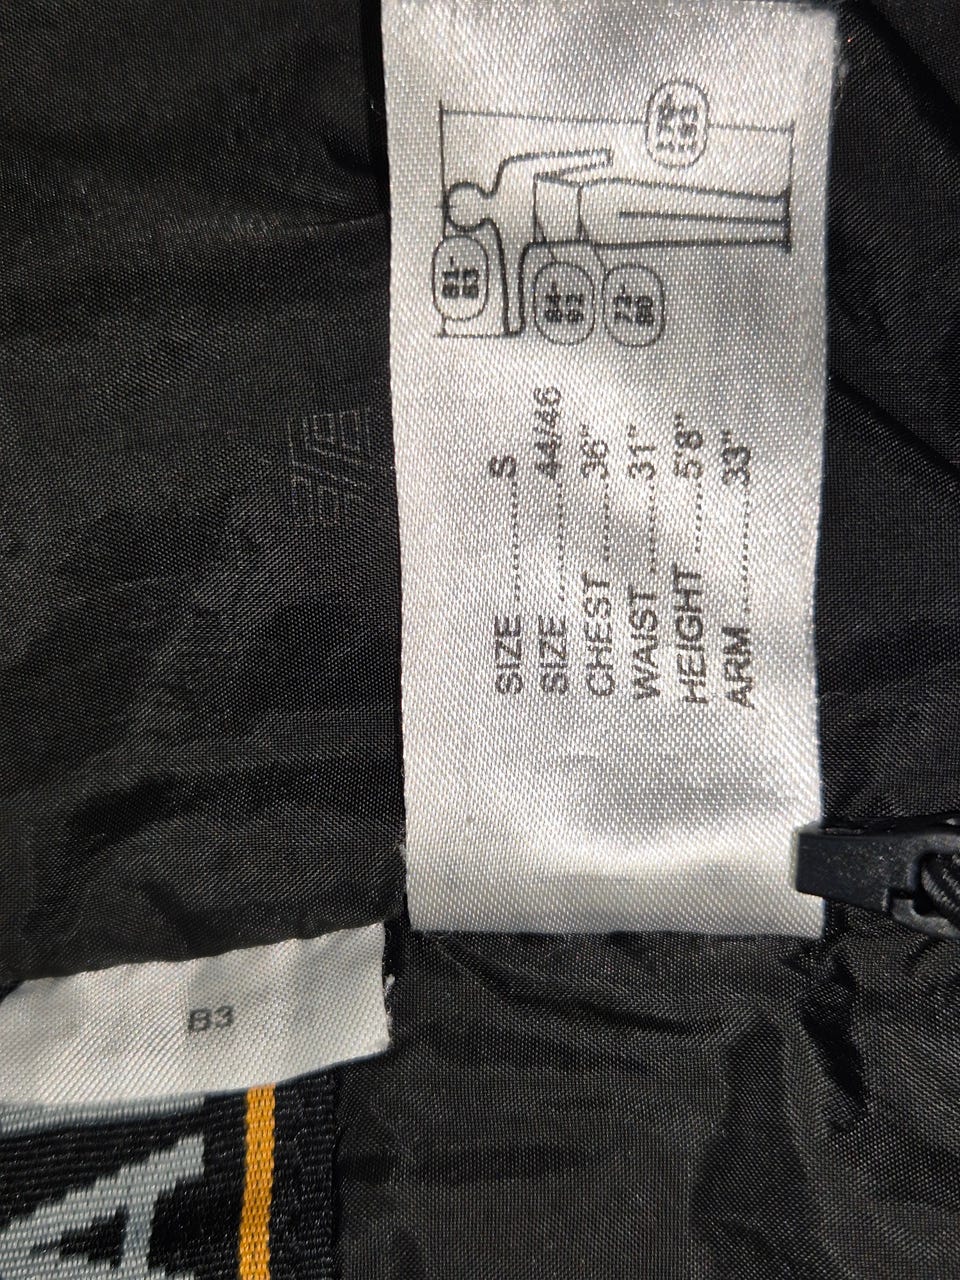 SIZE ............. S
SIZE ............. 44/46
CHEST .......... 36"
WAIST .......... 31"
HEIGHT ....... 5'8"
ARM .............. 33"
B3
A